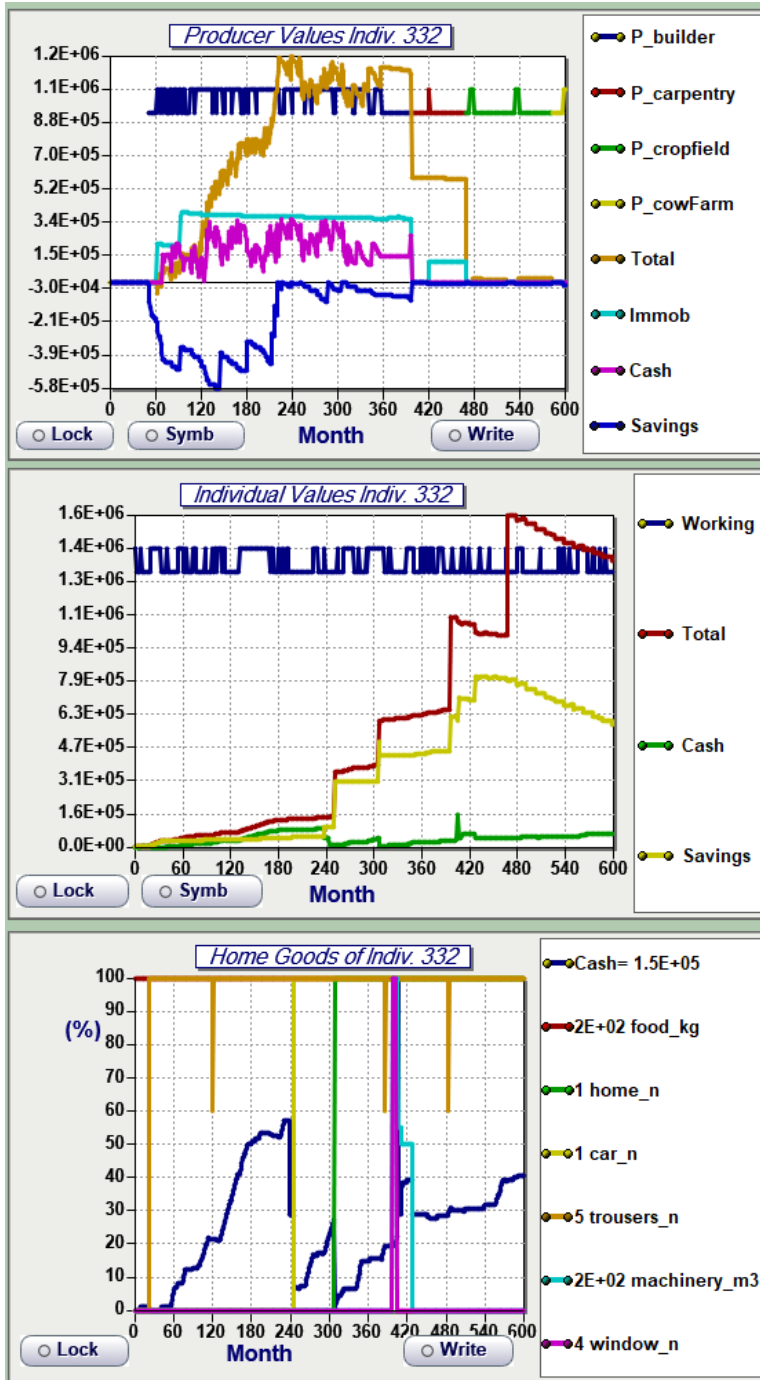 Producer Values Indiv. 332
1.2E+06
1.1E+06
8.8E+05
7.0E+05
5.2E+05
3.4E+05
1.5E+05
-3.0E+04
-2.1E+05
-3.9E+05
-5.8E+05
0 60 120 180 240 300 360 420 480 540 600
Lock
Symb
Month
Write
P_builder
P_carpentry
P_cropfield
P_cowFarm
Total
Immob
Cash
Savings
Individual Values Indiv. 332
1.6E+06
1.4E+06
1.3E+06
1.1E+06
9.4E+05
7.9E+05
6.3E+05
4.7E+05
3.1E+05
1.6E+05
0.0E+00
0 60 120 180 240 300 360 420 480 540 600
Lock
Symb
Month
Working
Total
Cash
Savings
Home Goods of Indiv. 332
(%)
100
90
80
70
60
50
40
30
20
10
0
0 60 120 180 240 300 360 420 480 540 600
Lock
Month
Write
Cash= 1.5E+05
2E+02 food_kg
1 home_n
1 car_n
5 trousers_n
2E+02 machinery_m3
4 window_n